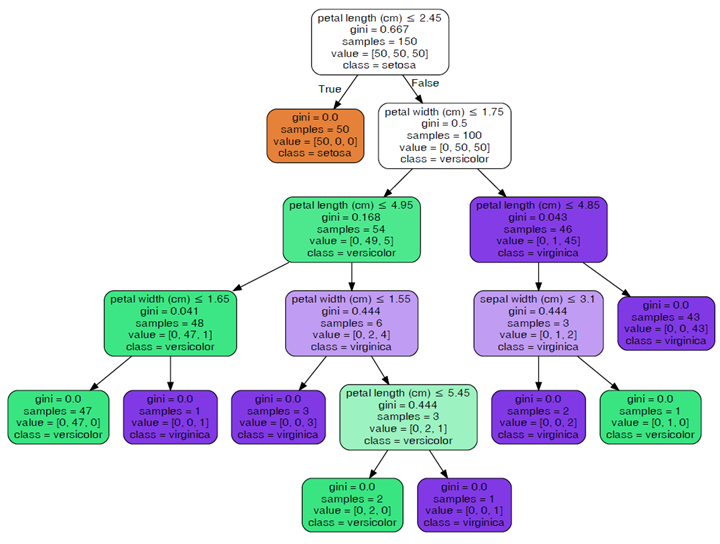 petal length (cm) ≤ 2.45
gini = 0.667
samples = 150
value = [50, 50, 50]
class = setosa
True
False
gini = 0.0
samples = 50
value = [50, 0, 0]
class = setosa
petal width (cm) ≤ 1.75
gini = 0.5
samples = 100
value = [0, 50, 50]
class = versicolor
petal length (cm) ≤ 4.95
gini = 0.168
samples = 54
value = [0, 49, 5]
class = versicolor
petal length (cm) ≤ 4.85
gini = 0.043
samples = 46
value = [0, 1, 45]
class = virginica
petal width (cm) ≤ 1.65
gini = 0.041
samples = 48
value = [0, 47, 1]
class = versicolor
petal width (cm) ≤ 1.55
gini = 0.444
samples = 6
value = [0, 2, 4]
class = virginica
sepal width (cm) ≤ 3.1
gini = 0.444
samples = 3
value = [0, 1, 2]
class = virginica
gini = 0.0
samples = 43
value = [0, 0, 43]
class = virginica
gini = 0.0
samples = 47
value = [0, 47, 0]
class = versicolor
gini = 0.0
samples = 1
value = [0, 0, 1]
class = virginica
gini = 0.0
samples = 3
value = [0, 0, 3]
class = virginica
petal length (cm) ≤ 5.45
gini = 0.444
samples = 3
value = [0, 2, 1]
class = versicolor
gini = 0.0
samples = 2
value = [0, 0, 2]
class = virginica
gini = 0.0
samples = 1
value = [0, 1, 0]
class = versicolor
gini = 0.0
samples = 2
value = [0, 2, 0]
class = versicolor
gini = 0.0
samples = 1
value = [0, 0, 1]
class = virginica